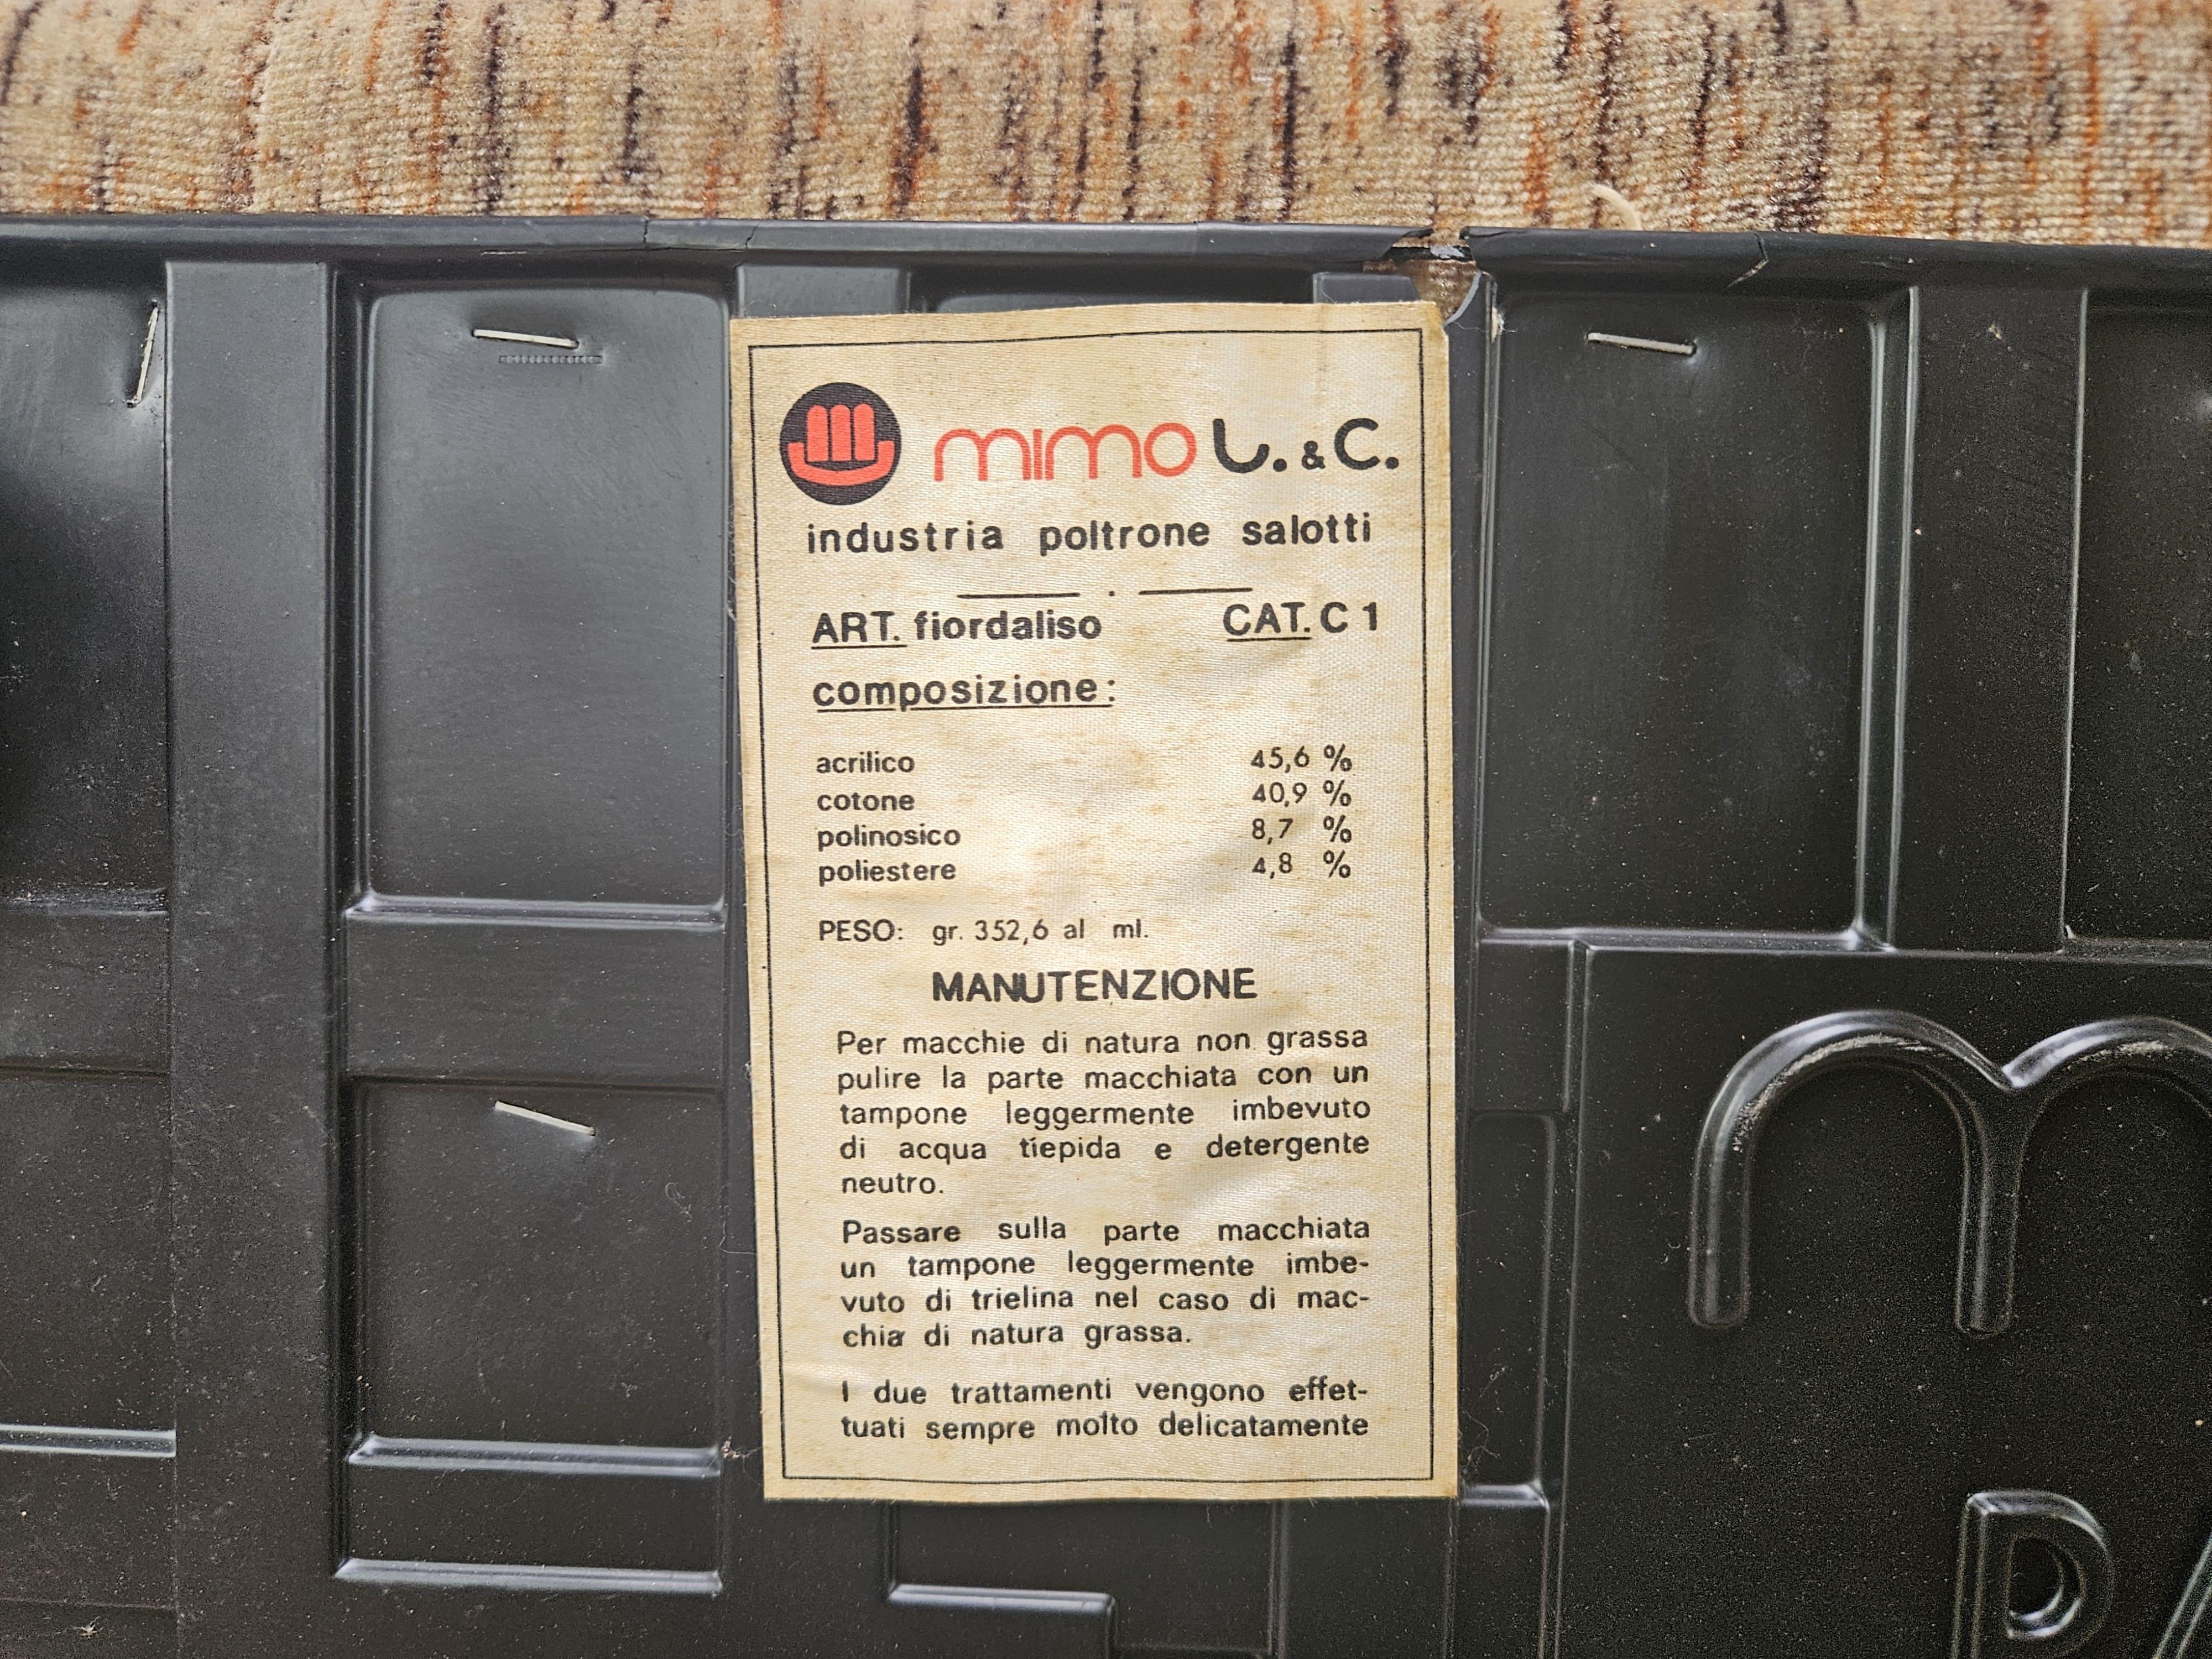 mimo L. & C.
industria poltrone salotti
ART. fiordaliso CAT. C 1
composizione:
acrilico 45,6 %
cotone 40,9 %
polinosico 8,7 %
poliestere 4,8 %
PESO: gr. 352,6 al ml.
MANUTENZIONE
Per macchie di natura non grassa
pulire la parte macchiata con un
tampone leggermente imbevuto
di acqua tiepida e detergente
neutro.
Passare sulla parte macchiata
un tampone leggermente imbe-
vuto di trielina nel caso di mac-
chia di natura grassa.
I due trattamenti vengono effet-
tuati sempre molto delicatamente
m
PA